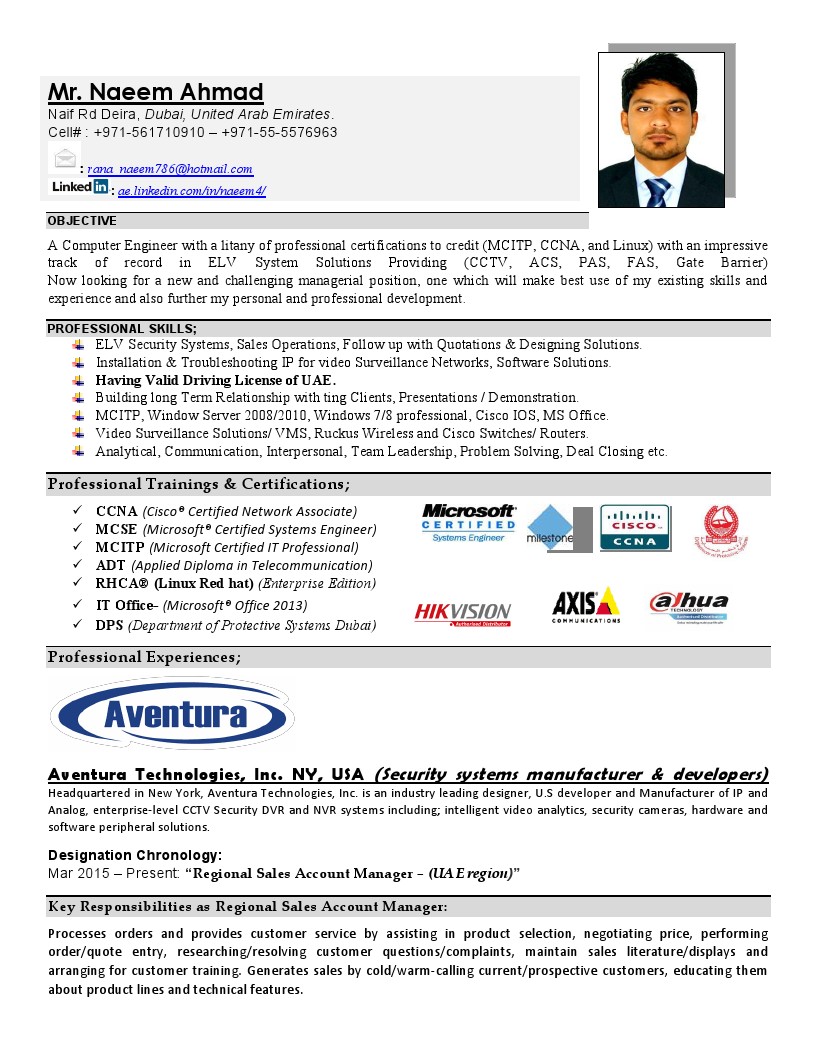 Mr. Naeem Ahmad
Naif Rd Deira, Dubai, United Arab Emirates.
Cell# : +971-561710910 – +971-55-5576963
: rana_naeem786@hotmail.com
Linked in : ae.linkedin.com/in/naeem4/
OBJECTIVE
A Computer Engineer with a litany of professional certifications to credit (MCITP, CCNA, and Linux) with an impressive
track of record in ELV System Solutions Providing (CCTV, ACS, PAS, FAS, Gate Barrier)
Now looking for a new and challenging managerial position, one which will make best use of my existing skills and
experience and also further my personal and professional development.
PROFESSIONAL SKILLS;
ELV Security Systems, Sales Operations, Follow up with Quotations & Designing Solutions.
Installation & Troubleshooting IP for video Surveillance Networks, Software Solutions.
Having Valid Driving License of UAE.
Building long Term Relationship with ting Clients, Presentations / Demonstration.
MCITP, Window Server 2008/2010, Windows 7/8 professional, Cisco IOS, MS Office.
Video Surveillance Solutions/ VMS, Ruckus Wireless and Cisco Switches/ Routers.
Analytical, Communication, Interpersonal, Team Leadership, Problem Solving, Deal Closing etc.
Professional Trainings & Certifications;
✓ CCNA (Cisco® Certified Network Associate)
✓ MCSE (Microsoft® Certified Systems Engineer)
✓ MCITP (Microsoft Certified IT Professional)
✓ ADT (Applied Diploma in Telecommunication)
✓ RHCA® (Linux Red hat) (Enterprise Edition)
✓ IT Office- (Microsoft® Office 2013)
✓ DPS (Department of Protective Systems Dubai)
Microsoft
CERTIFIED
Systems Engineer
milestone
CISCO
CCNA
HIKVISION
Authorised Distributor
AXIS
COMMUNICATIONS
alhua
TECHNOLOGY
Professional Experiences;
Aventura
Aventura Technologies, Inc. NY, USA (Security systems manufacturer & developers)
Headquartered in New York, Aventura Technologies, Inc. is an industry leading designer, U.S developer and Manufacturer of IP and
Analog, enterprise-level CCTV Security DVR and NVR systems including; intelligent video analytics, security cameras, hardware and
software peripheral solutions.
Designation Chronology:
Mar 2015 – Present: “Regional Sales Account Manager – (UAE region)”
Key Responsibilities as Regional Sales Account Manager:
Processes orders and provides customer service by assisting in product selection, negotiating price, performing
order/quote entry, researching/resolving customer questions/complaints, maintain sales literature/displays and
arranging for customer training. Generates sales by cold/warm-calling current/prospective customers, educating them
about product lines and technical features.